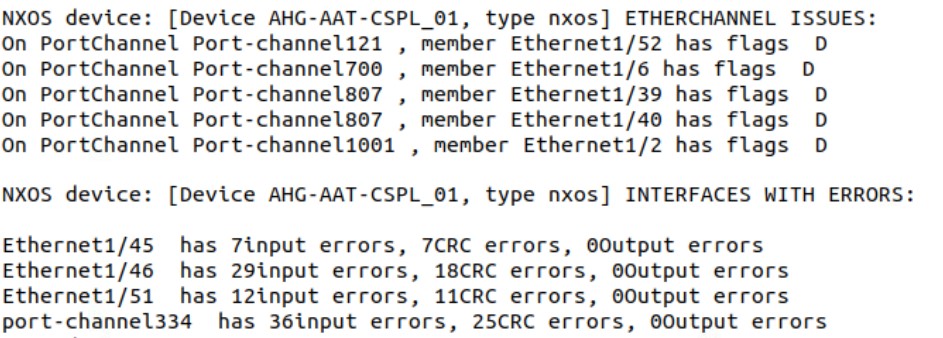 NXOS device: [Device AHG-AAT-CSPL_01, type nxos] ETHERCHANNEL ISSUES:
On PortChannel Port-channel121 , member Ethernet1/52 has flags  D
On PortChannel Port-channel700 , member Ethernet1/6 has flags  D
On PortChannel Port-channel807 , member Ethernet1/39 has flags  D
On PortChannel Port-channel807 , member Ethernet1/40 has flags  D
On PortChannel Port-channel1001 , member Ethernet1/2 has flags  D
NXOS device: [Device AHG-AAT-CSPL_01, type nxos] INTERFACES WITH ERRORS:
Ethernet1/45  has 7input errors, 7CRC errors, 0Output errors
Ethernet1/46  has 29input errors, 18CRC errors, 0Output errors
Ethernet1/51  has 12input errors, 11CRC errors, 0Output errors
port-channel334  has 36input errors, 25CRC errors, 0Output errors